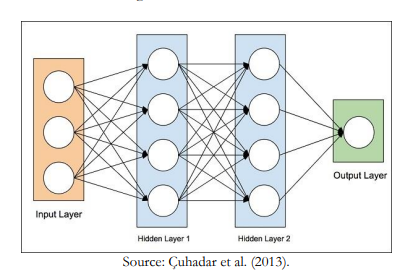 Input Layer
Hidden Layer 1
Hidden Layer 2
Output Layer
Source: Çuhadar et al. (2013).